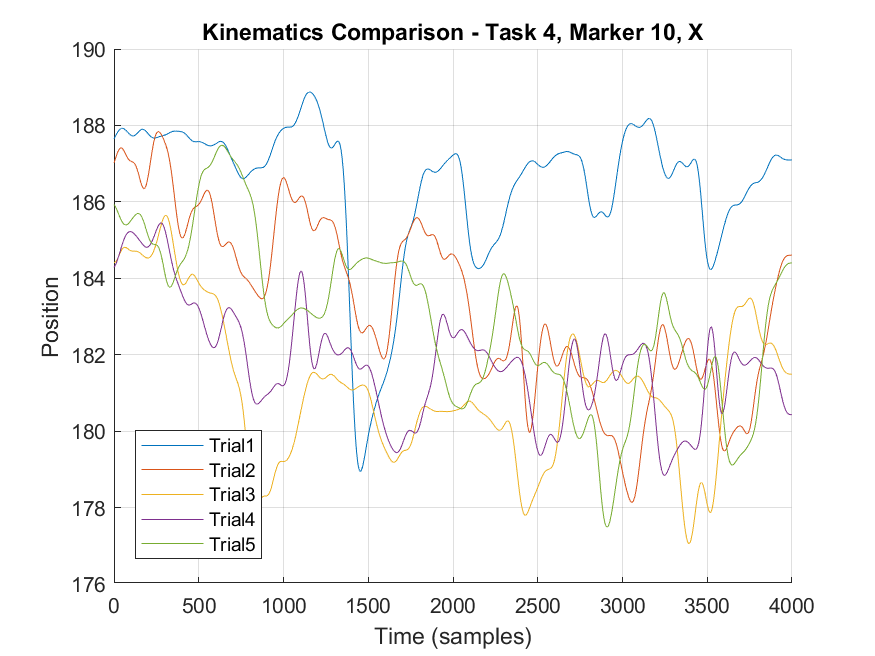 Kinematics Comparison - Task 4, Marker 10, X
190
188
186
184
182
180
178
176
Position
Trial1
Trial2
Trial3
Trial4
Trial5
0 500 1000 1500 2000 2500 3000 3500 4000
Time (samples)